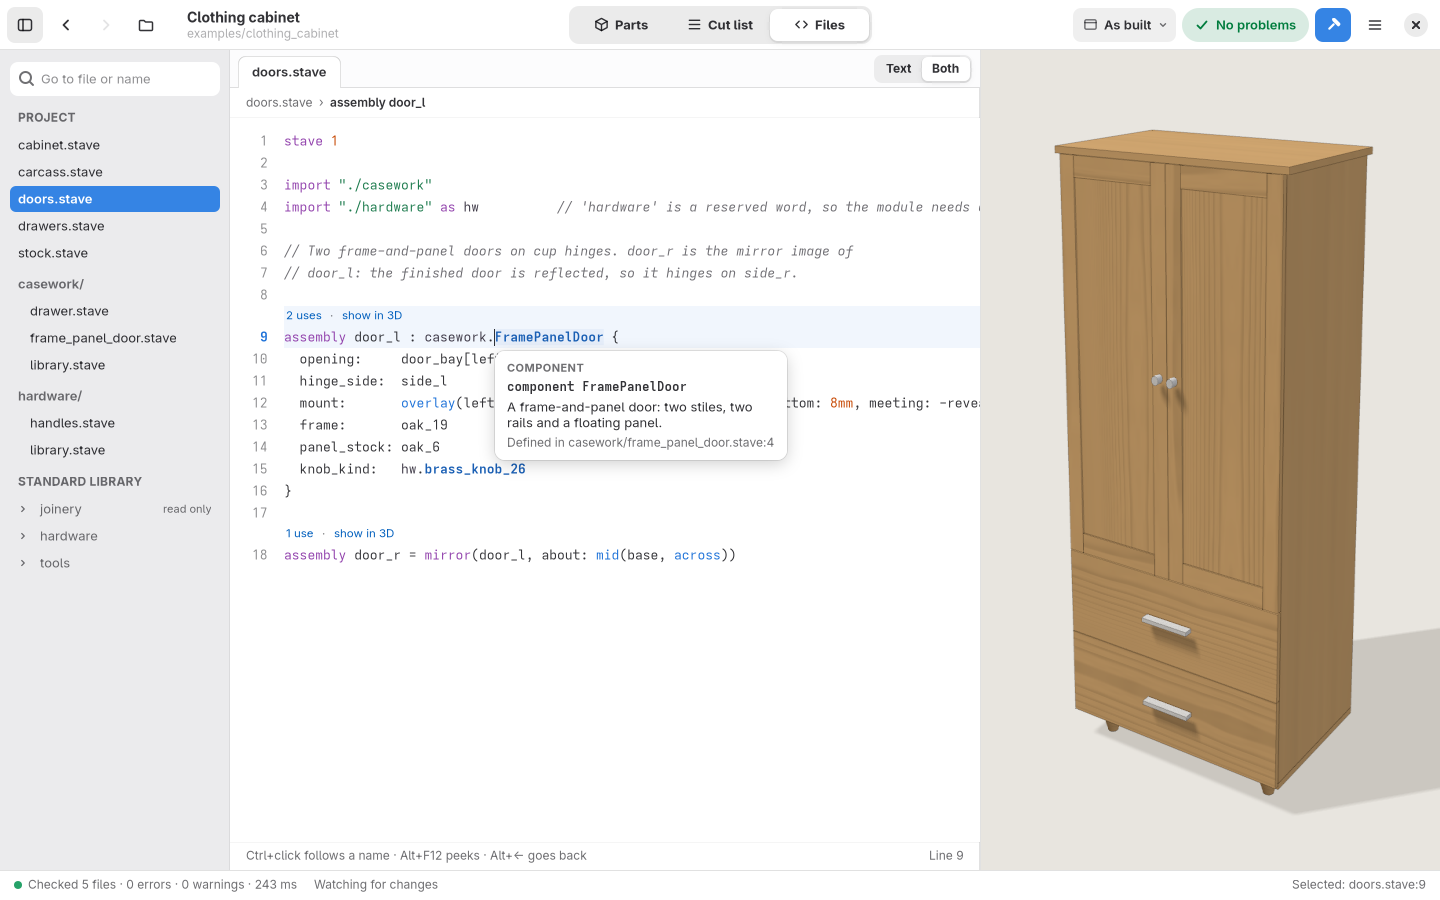 Clothing cabinet
examples/clothing_cabinet
Parts
Cut list
Files
As built
No problems
Go to file or name
PROJECT
cabinet.stave
carcass.stave
doors.stave
drawers.stave
stock.stave
casework/
drawer.stave
frame_panel_door.stave
library.stave
hardware/
handles.stave
library.stave
STANDARD LIBRARY
joinery read only
hardware
tools
doors.stave
Text Both
doors.stave › assembly door_l
1 stave 1
2
3 import "./casework"
4 import "./hardware" as hw // 'hardware' is a reserved word, so the module needs
5
6 // Two frame-and-panel doors on cup hinges. door_r is the mirror image of
7 // door_l: the finished door is reflected, so it hinges on side_r.
8
2 uses · show in 3D
9 assembly door_l : casework.FramePanelDoor {
10 opening: door_bay[lef
11 hinge_side: side_l
12 mount: overlay(left ttom: 8mm, meeting: -revea
13 frame: oak_19
14 panel_stock: oak_6
15 knob_kind: hw.brass_knob_26
16 }
17
1 use · show in 3D
18 assembly door_r = mirror(door_l, about: mid(base, across))
COMPONENT
component FramePanelDoor
A frame-and-panel door: two stiles, two
rails and a floating panel.
Defined in casework/frame_panel_door.stave:4
Ctrl+click follows a name · Alt+F12 peeks · Alt+← goes back
Line 9
Checked 5 files · 0 errors · 0 warnings · 243 ms
Watching for changes
Selected: doors.stave:9